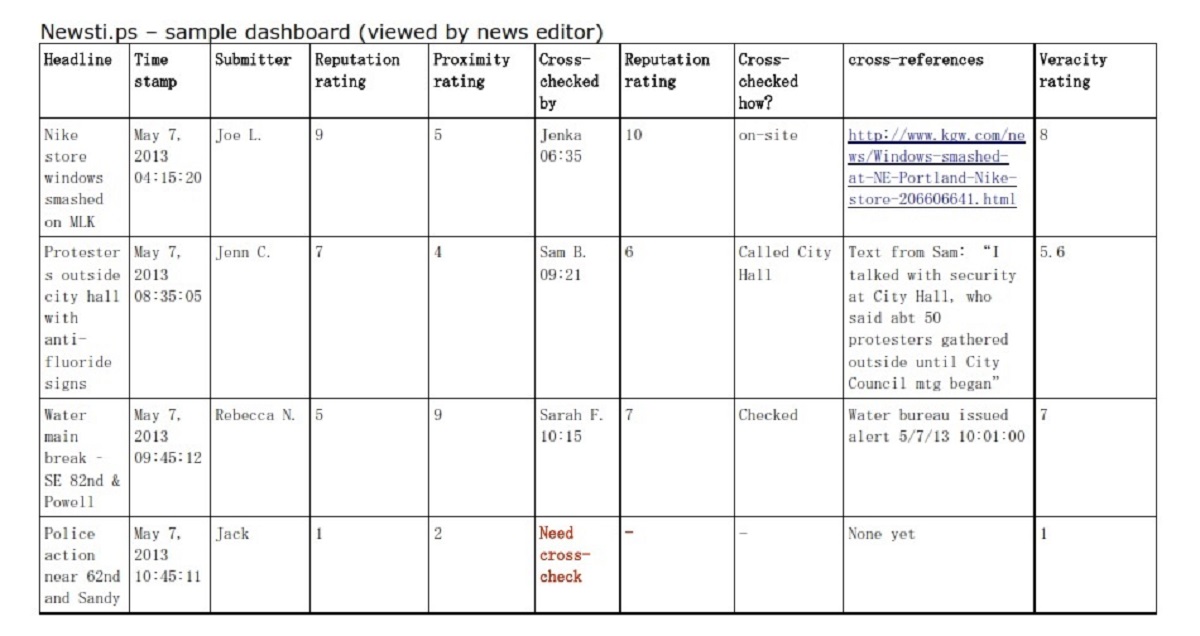 Newsti.ps – sample dashboard (viewed by news editor)
Headline
Time
stamp
Submitter
Reputation
rating
Proximity
rating
Cross-
checked
by
Reputation
rating
Cross-
checked
how?
cross-references
Veracity
rating
Nike
store
windows
smashed
on MLK
May 7,
2013
04:15:20
Joe L.
9
5
Jenka
06:35
10
on-site
http://www.kgw.com/ne
ws/Windows-smashed-
at-NE-Portland-Nike-
store-206606641.html
8
Protester
s outside
city hall
with
anti-
fluoride
signs
May 7,
2013
08:35:05
Jenn C.
7
4
Sam B.
09:21
6
Called City
Hall
Text from Sam: “I
talked with security
at City Hall, who
said abt 50
protesters gathered
outside until City
Council mtg began”
5.6
Water
main
break -
SE 82nd &
Powell
May 7,
2013
09:45:12
Rebecca N.
5
9
Sarah F.
10:15
7
Checked
Water bureau issued
alert 5/7/13 10:01:00
7
Police
action
near 62nd
and Sandy
May 7,
2013
10:45:11
Jack
1
2
Need
cross-
check
-
-
None yet
1